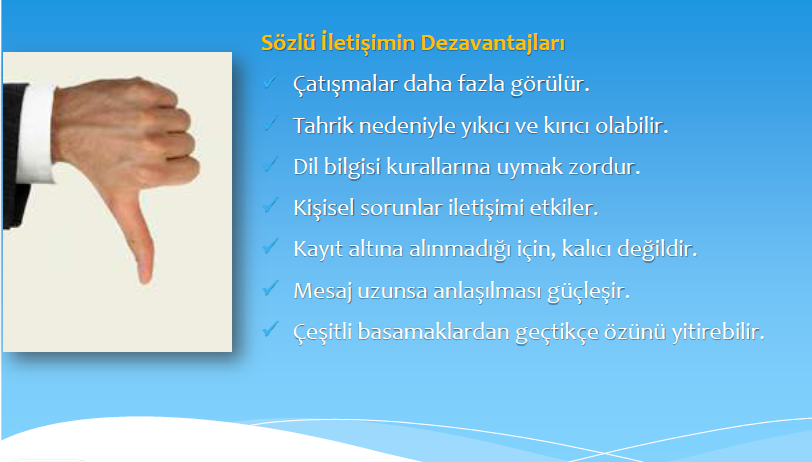 Sözlü İletişimin Dezavantajları
Çatışmalar daha fazla görülür.
Tahrik nedeniyle yıkıcı ve kırıcı olabilir.
Dil bilgisi kurallarına uymak zordur.
Kişisel sorunlar iletişimi etkiler.
Kayıt altına alınmadığı için, kalıcı değildir.
Mesaj uzunsa anlaşılması güçleşir.
Çeşitli basamaklardan geçtikçe özünü yitirebilir.